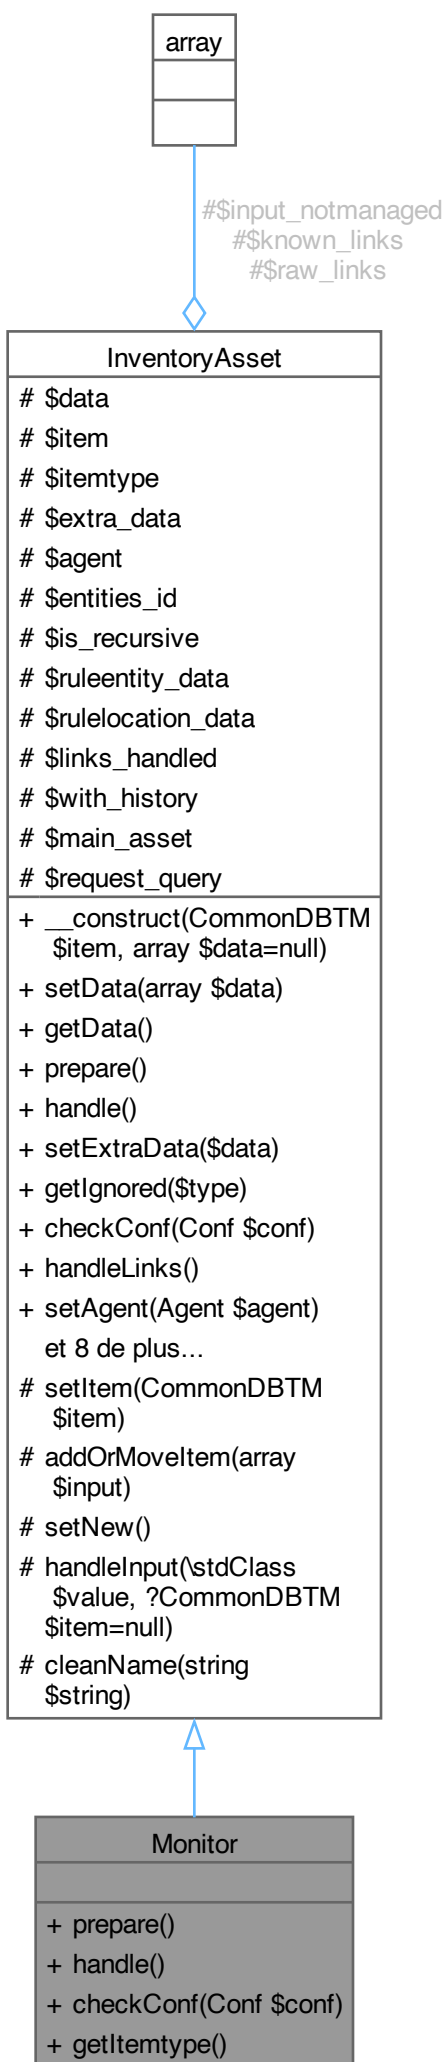 array
#$input_notmanaged
#$known_links
#$raw_links
InventoryAsset
# $data
# $item
# $itemtype
# $extra_data
# $agent
# $entities_id
# $is_recursive
# $ruleentity_data
# $rulelocation_data
# $links_handled
# $with_history
# $main_asset
# $request_query
+ __construct(CommonDBTM
$item, array $data=null)
+ setData(array $data)
+ getData()
+ prepare()
+ handle()
+ setExtraData($data)
+ getIgnored($type)
+ checkConf(Conf $conf)
+ handleLinks()
+ setAgent(Agent $agent)
et 8 de plus...
# setItem(CommonDBTM
$item)
# addOrMoveItem(array
$input)
# setNew()
# handleInput(\stdClass
$value, ?CommonDBTM
$item=null)
# cleanName(string
$string)
Monitor
+ prepare()
+ handle()
+ checkConf(Conf $conf)
+ getItemtype()